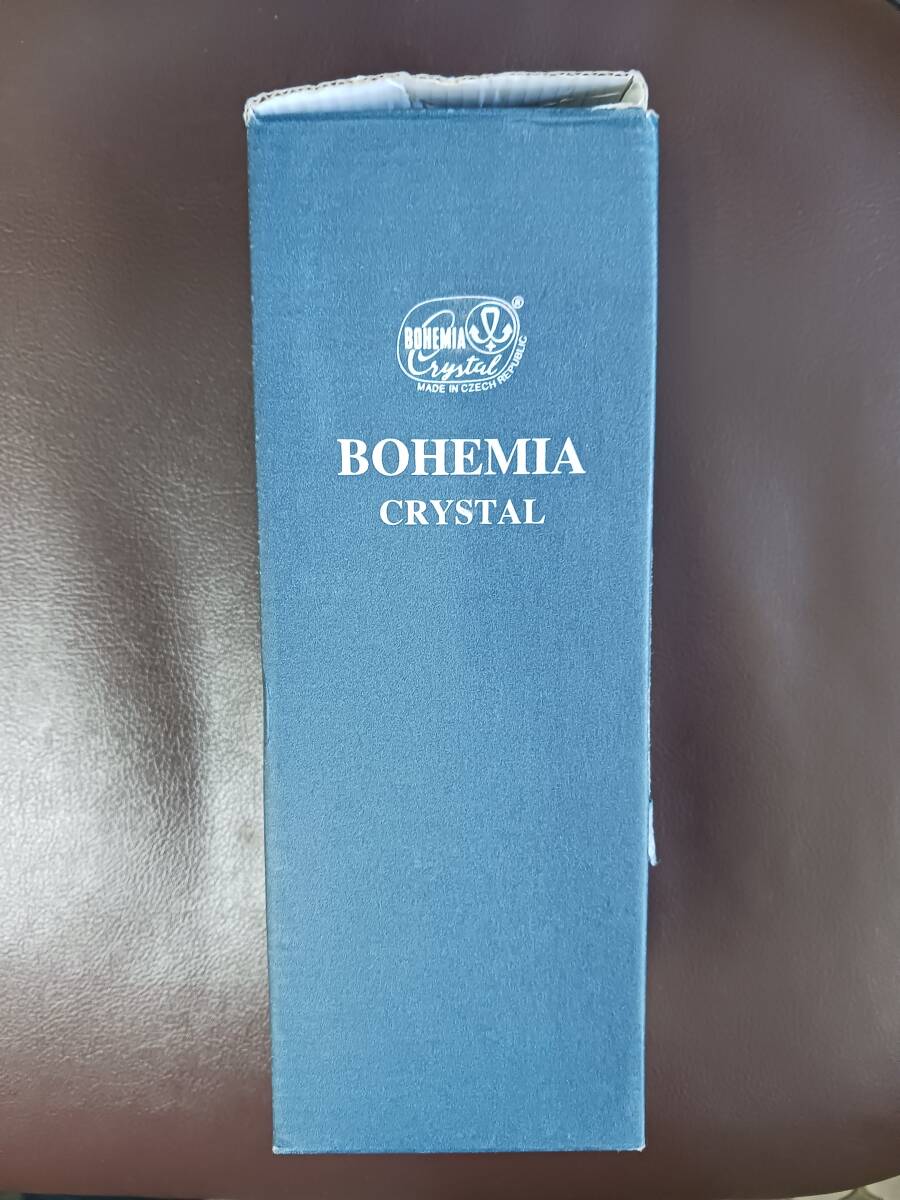 ®
BOHEMIA
Crystal
MADE IN CZECH REPUBLIC
BOHEMIA
CRYSTAL